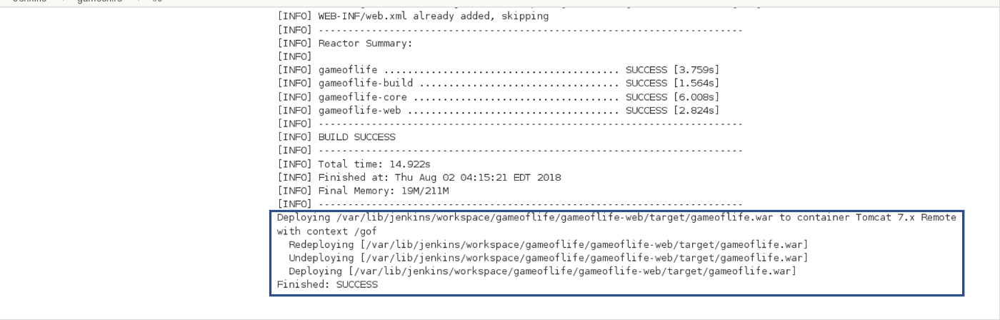 [INFO] WEB-INF/web.xml already added, skipping
[INFO] ------------------------------------------------------------------------
[INFO] Reactor Summary:
[INFO]
[INFO] gameoflife ........................................ SUCCESS [3.759s]
[INFO] gameoflife-build .................................. SUCCESS [1.564s]
[INFO] gameoflife-core ................................... SUCCESS [6.008s]
[INFO] gameoflife-web .................................... SUCCESS [2.824s]
[INFO] ------------------------------------------------------------------------
[INFO] BUILD SUCCESS
[INFO] ------------------------------------------------------------------------
[INFO] Total time: 14.922s
[INFO] Finished at: Thu Aug 02 04:15:21 EDT 2018
[INFO] Final Memory: 19M/211M
[INFO] ------------------------------------------------------------------------
Deploying /var/lib/jenkins/workspace/gameoflife/gameoflife-web/target/gameoflife.war to container Tomcat 7.x Remote
with context /gof
Redeploying [/var/lib/jenkins/workspace/gameoflife/gameoflife-web/target/gameoflife.war]
Undeploying [/var/lib/jenkins/workspace/gameoflife/gameoflife-web/target/gameoflife.war]
Deploying [/var/lib/jenkins/workspace/gameoflife/gameoflife-web/target/gameoflife.war]
Finished: SUCCESS